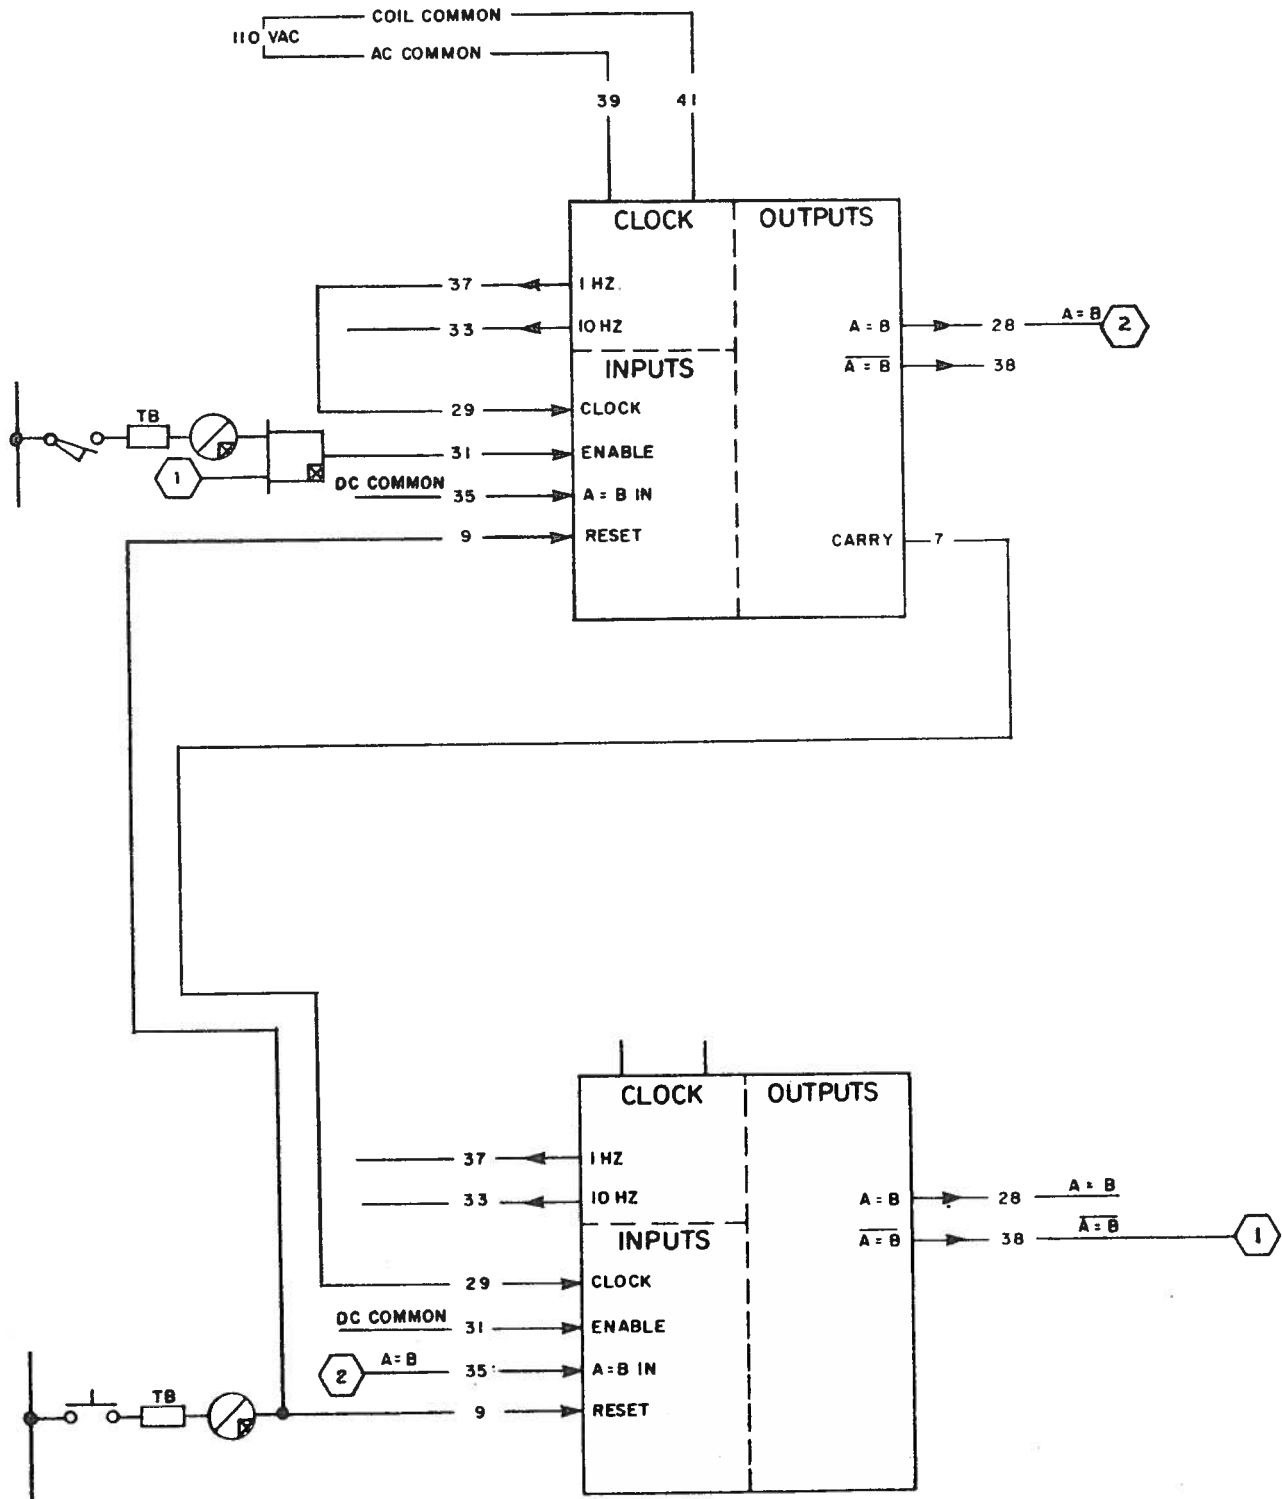 COIL COMMON
110 VAC
AC COMMON
39 41
CLOCK OUTPUTS
37 1 HZ.
33 10 HZ
A = B 28 A = B 2
A = B 38
INPUTS
29 CLOCK
TB
31 ENABLE
1
DC COMMON
35 A = B IN
9 RESET
CARRY 7
CLOCK OUTPUTS
37 1 HZ
33 10 HZ
A = B 28 A = B
A = B 38 A = B 1
INPUTS
29 CLOCK
DC COMMON
31 ENABLE
2 A = B 35 A = B IN
TB
9 RESET